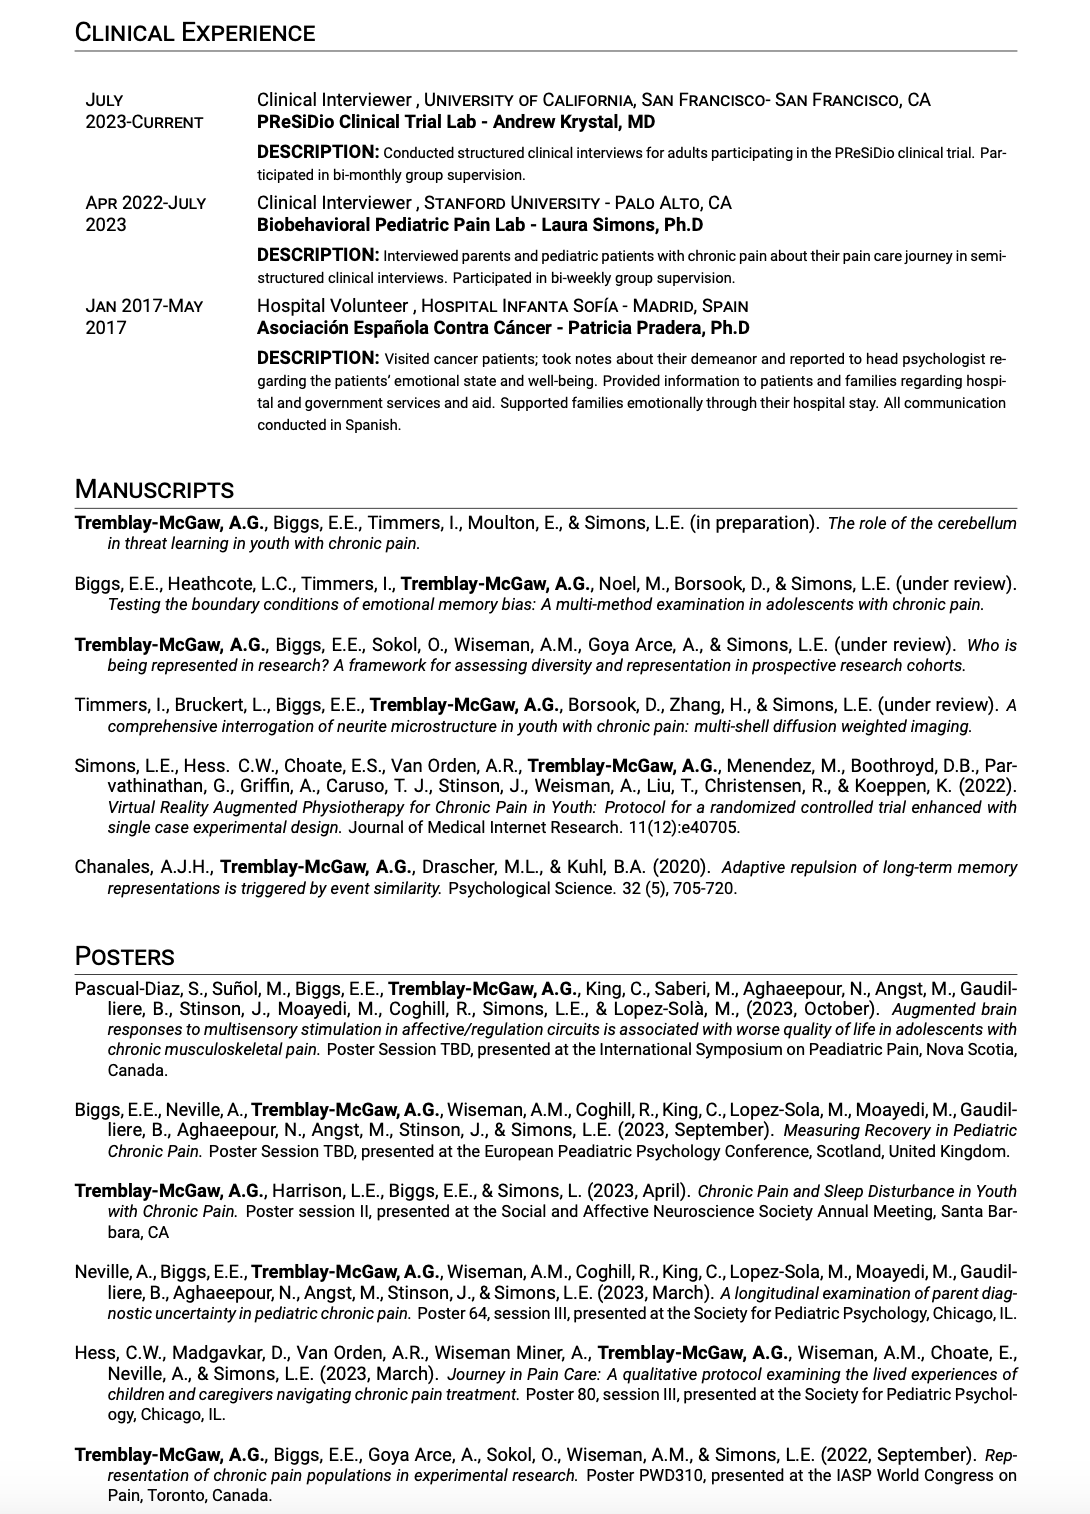 CLINICAL EXPERIENCE
JULY 2023-CURRENT
Clinical Interviewer , UNIVERSITY OF CALIFORNIA, SAN FRANCISCO- SAN FRANCISCO, CA
PReSiDio Clinical Trial Lab - Andrew Krystal, MD
DESCRIPTION: Conducted structured clinical interviews for adults participating in the PReSiDio clinical trial. Par-
ticipated in bi-monthly group supervision.
APR 2022-JULY 2023
Clinical Interviewer , STANFORD UNIVERSITY - PALO ALTO, CA
Biobehavioral Pediatric Pain Lab - Laura Simons, Ph.D
DESCRIPTION: Interviewed parents and pediatric patients with chronic pain about their pain care journey in semi-
structured clinical interviews. Participated in bi-weekly group supervision.
JAN 2017-MAY 2017
Hospital Volunteer , HOSPITAL INFANTA SOFÍA - MADRID, SPAIN
Asociación Española Contra Cáncer - Patricia Pradera, Ph.D
DESCRIPTION: Visited cancer patients; took notes about their demeanor and reported to head psychologist re-
garding the patients’ emotional state and well-being. Provided information to patients and families regarding hospi-
tal and government services and aid. Supported families emotionally through their hospital stay. All communication
conducted in Spanish.
MANUSCRIPTS
Tremblay-McGaw, A.G., Biggs, E.E., Timmers, I., Moulton, E., & Simons, L.E. (in preparation). The role of the cerebellum
in threat learning in youth with chronic pain.
Biggs, E.E., Heathcote, L.C., Timmers, I., Tremblay-McGaw, A.G., Noel, M., Borsook, D., & Simons, L.E. (under review).
Testing the boundary conditions of emotional memory bias: A multi-method examination in adolescents with chronic pain.
Tremblay-McGaw, A.G., Biggs, E.E., Sokol, O., Wiseman, A.M., Goya Arce, A., & Simons, L.E. (under review). Who is
being represented in research? A framework for assessing diversity and representation in prospective research cohorts.
Timmers, I., Bruckert, L., Biggs, E.E., Tremblay-McGaw, A.G., Borsook, D., Zhang, H., & Simons, L.E. (under review). A
comprehensive interrogation of neurite microstructure in youth with chronic pain: multi-shell diffusion weighted imaging.
Simons, L.E., Hess. C.W., Choate, E.S., Van Orden, A.R., Tremblay-McGaw, A.G., Menendez, M., Boothroyd, D.B., Par-
vathinathan, G., Griffin, A., Caruso, T. J., Stinson, J., Weisman, A., Liu, T., Christensen, R., & Koeppen, K. (2022).
Virtual Reality Augmented Physiotherapy for Chronic Pain in Youth: Protocol for a randomized controlled trial enhanced with
single case experimental design. Journal of Medical Internet Research. 11(12):e40705.
Chanales, A.J.H., Tremblay-McGaw, A.G., Drascher, M.L., & Kuhl, B.A. (2020). Adaptive repulsion of long-term memory
representations is triggered by event similarity. Psychological Science. 32 (5), 705-720.
POSTERS
Pascual-Diaz, S., Suñol, M., Biggs, E.E., Tremblay-McGaw, A.G., King, C., Saberi, M., Aghaeepour, N., Angst, M., Gaudil-
liere, B., Stinson, J., Moayedi, M., Coghill, R., Simons, L.E., & Lopez-Solà, M., (2023, October). Augmented brain
responses to multisensory stimulation in affective/regulation circuits is associated with worse quality of life in adolescents with
chronic musculoskeletal pain. Poster Session TBD, presented at the International Symposium on Peadiatric Pain, Nova Scotia,
Canada.
Biggs, E.E., Neville, A., Tremblay-McGaw, A.G., Wiseman, A.M., Coghill, R., King, C., Lopez-Sola, M., Moayedi, M., Gaudil-
liere, B., Aghaeepour, N., Angst, M., Stinson, J., & Simons, L.E. (2023, September). Measuring Recovery in Pediatric
Chronic Pain. Poster Session TBD, presented at the European Peadiatric Psychology Conference, Scotland, United Kingdom.
Tremblay-McGaw, A.G., Harrison, L.E., Biggs, E.E., & Simons, L. (2023, April). Chronic Pain and Sleep Disturbance in Youth
with Chronic Pain. Poster session II, presented at the Social and Affective Neuroscience Society Annual Meeting, Santa Bar-
bara, CA
Neville, A., Biggs, E.E., Tremblay-McGaw, A.G., Wiseman, A.M., Coghill, R., King, C., Lopez-Sola, M., Moayedi, M., Gaudil-
liere, B., Aghaeepour, N., Angst, M., Stinson, J., & Simons, L.E. (2023, March). A longitudinal examination of parent diag-
nostic uncertainty in pediatric chronic pain. Poster 64, session III, presented at the Society for Pediatric Psychology, Chicago, IL.
Hess, C.W., Madgavkar, D., Van Orden, A.R., Wiseman Miner, A., Tremblay-McGaw, A.G., Wiseman, A.M., Choate, E.,
Neville, A., & Simons, L.E. (2023, March). Journey in Pain Care: A qualitative protocol examining the lived experiences of
children and caregivers navigating chronic pain treatment. Poster 80, session III, presented at the Society for Pediatric Psychol-
ogy, Chicago, IL.
Tremblay-McGaw, A.G., Biggs, E.E., Goya Arce, A., Sokol, O., Wiseman, A.M., & Simons, L.E. (2022, September). Rep-
resentation of chronic pain populations in experimental research. Poster PWD310, presented at the IASP World Congress on
Pain, Toronto, Canada.